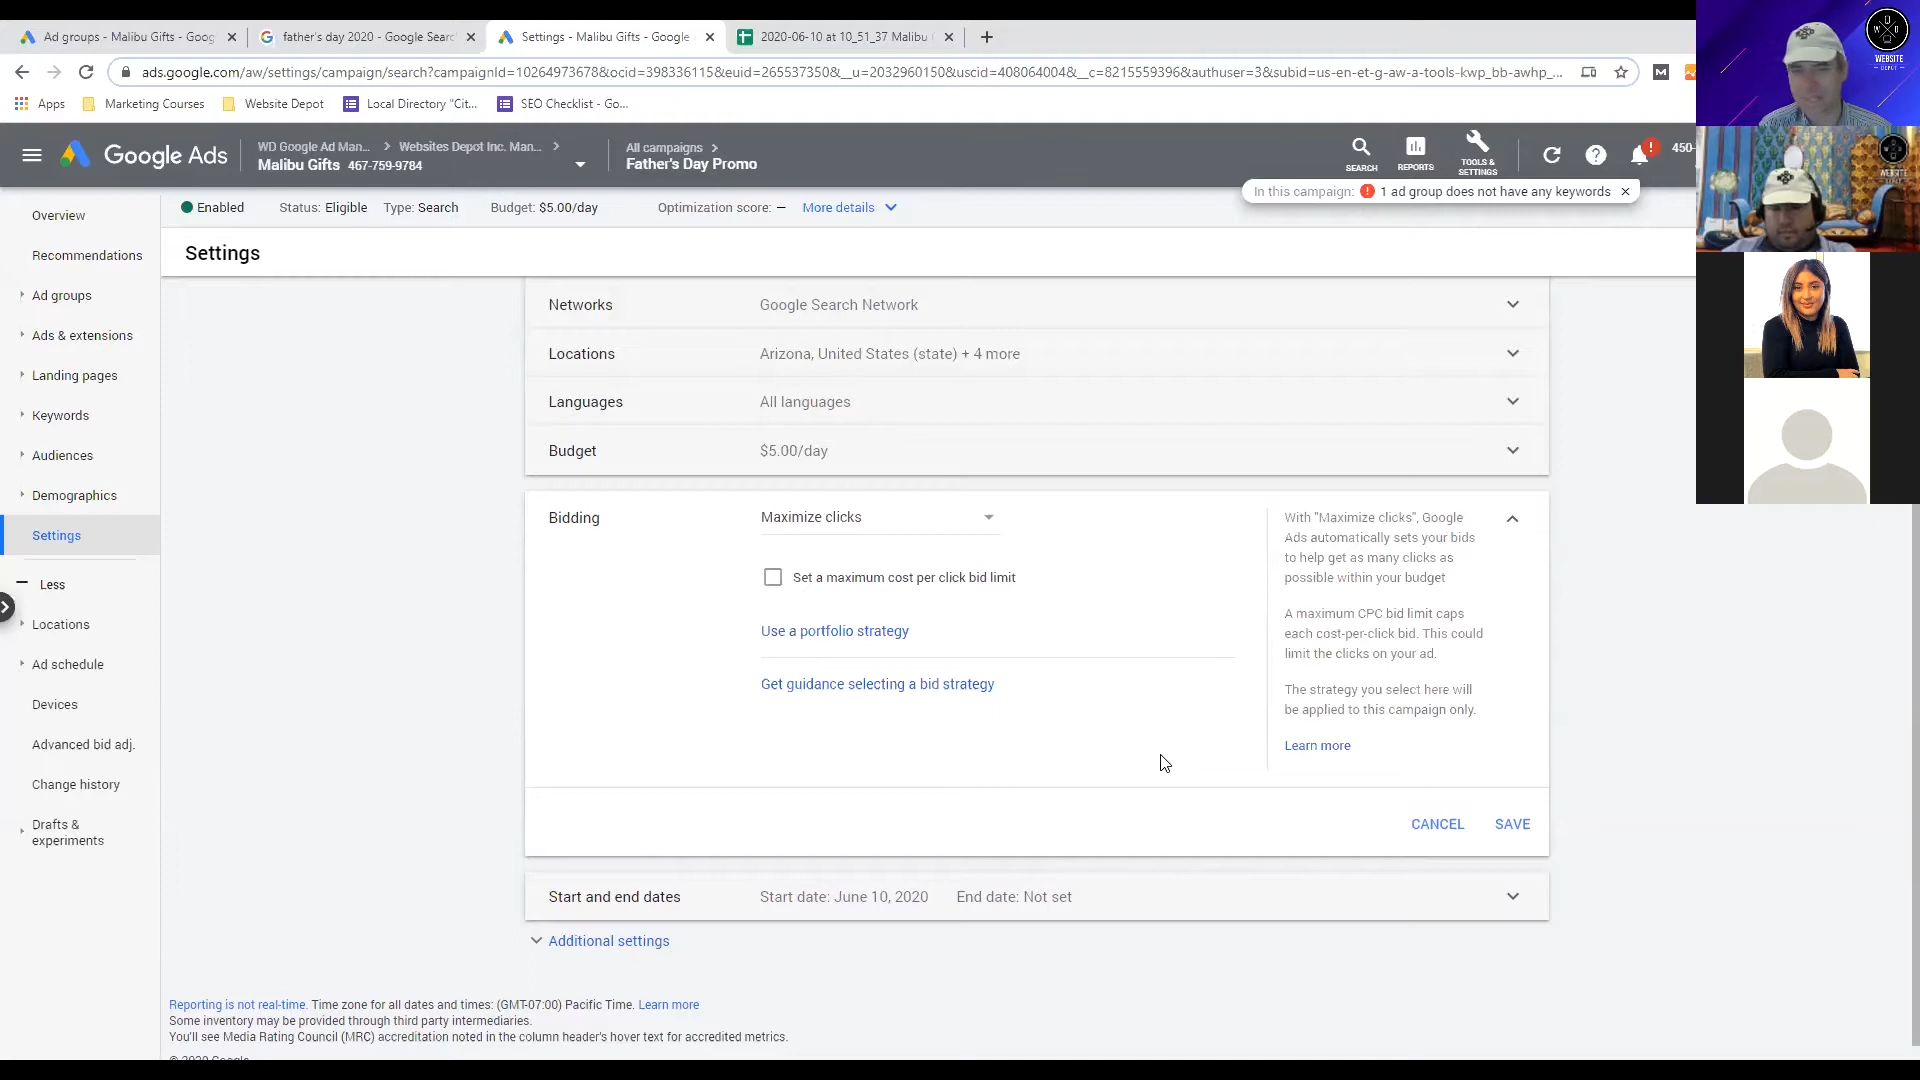 Ad groups - Malibu Gifts - Goog
father's day 2020 - Google Searc
Settings - Malibu Gifts - Google
2020-06-10 at 10_51_37 Malibu
ads.google.com/aw/settings/campaign/search?campaignId=10264973678&ocid=398336115&euid=265537350&__u=2032960150&uscid=408064004&__c=8215559396&authuser=3&subid=us-en-et-g-aw-a-tools-kwp_bb-awhp_...
Apps
Marketing Courses
Website Depot
Local Directory "Cit...
SEO Checklist - Go...
Google Ads
WD Google Ad Man...
Websites Depot Inc. Man...
Malibu Gifts 467-759-9784
All campaigns
Father's Day Promo
SEARCH
REPORTS
TOOLS &
SETTINGS
450-
In this campaign: 1 ad group does not have any keywords
Enabled
Status: Eligible
Type: Search
Budget: $5.00/day
Optimization score: —
More details
Overview
Recommendations
Ad groups
Ads & extensions
Landing pages
Keywords
Audiences
Demographics
Settings
Less
Locations
Ad schedule
Devices
Advanced bid adj.
Change history
Drafts &
experiments
Settings
Networks
Google Search Network
Locations
Arizona, United States (state) + 4 more
Languages
All languages
Budget
$5.00/day
Bidding
Maximize clicks
Set a maximum cost per click bid limit
Use a portfolio strategy
Get guidance selecting a bid strategy
With "Maximize clicks", Google
Ads automatically sets your bids
to help get as many clicks as
possible within your budget
A maximum CPC bid limit caps
each cost-per-click bid. This could
limit the clicks on your ad.
The strategy you select here will
be applied to this campaign only.
Learn more
CANCEL
SAVE
Start and end dates
Start date: June 10, 2020
End date: Not set
Additional settings
Reporting is not real-time. Time zone for all dates and times: (GMT-07:00) Pacific Time. Learn more
Some inventory may be provided through third party intermediaries.
You'll see Media Rating Council (MRC) accreditation noted in the column header's hover text for accredited metrics.
© 2020 Google
WEBSITE
DEPOT
WEBSITE